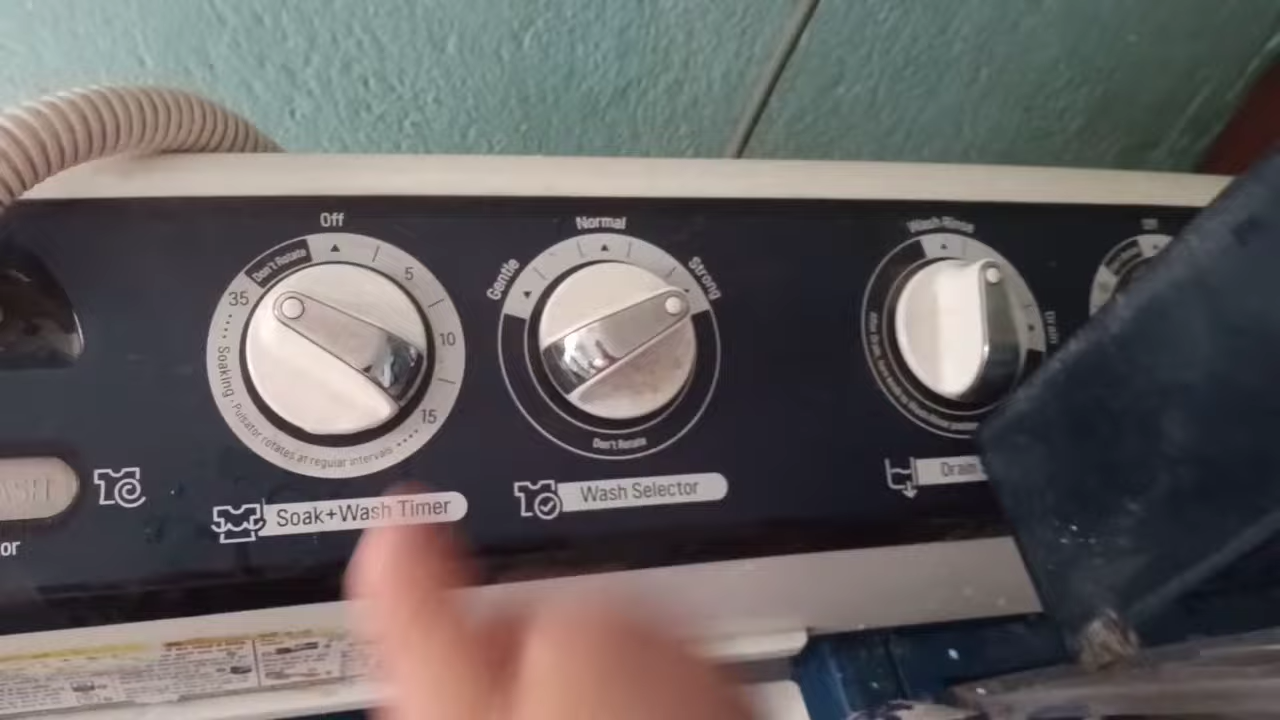 Off
Don't Rotate
5
10
15
35
Soaking, Pulsator rotates at regular intervals
Soak+Wash Timer
Normal
Gentle
Strong
Don't Rotate
Wash Selector
Wash Rinse
Drain
Drain
or